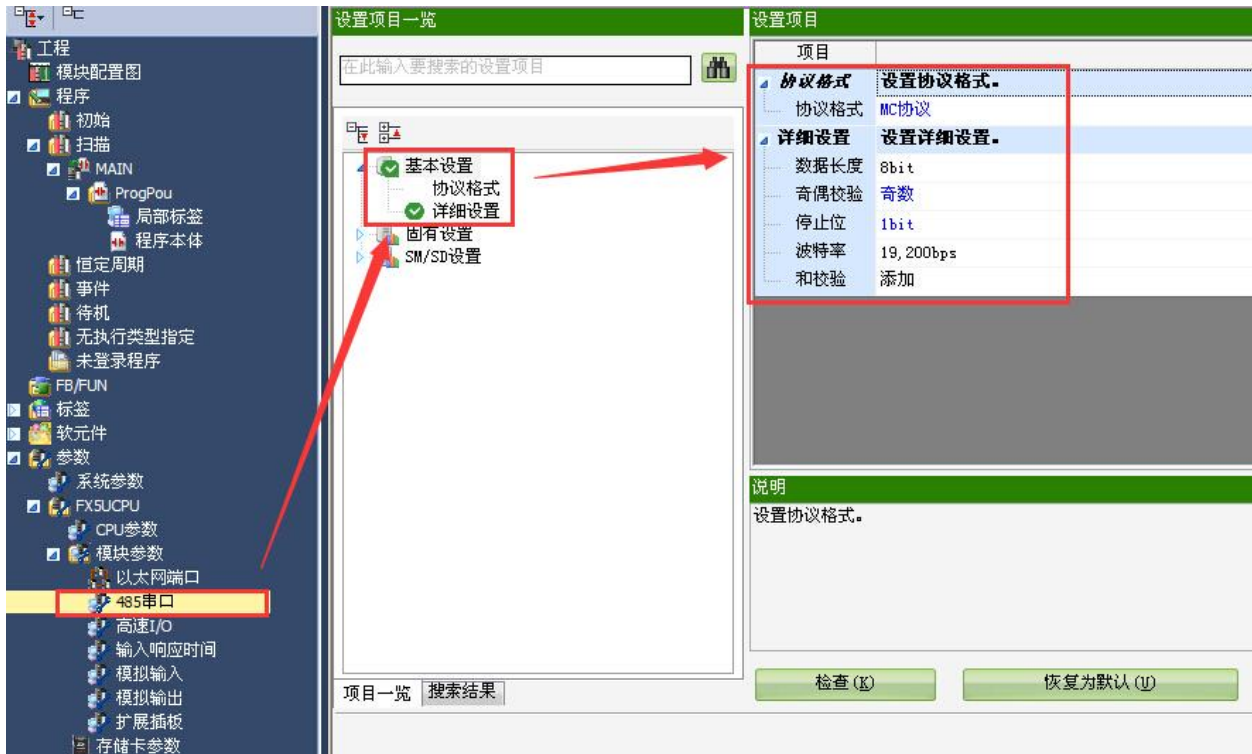 工程
模块配置图
程序
初始
扫描
MAIN
ProgPou
局部标签
程序本体
恒定周期
事件
待机
无执行类型指定
未登录程序
FB/FUN
标签
软元件
参数
系统参数
FX5UCPU
CPU参数
模块参数
以太网端口
485串口
高速I/O
输入响应时间
模拟输入
模拟输出
扩展插板
存储卡参数
设置项目一览
在此输入要搜索的设置项目
基本设置
协议格式
详细设置
固有设置
SM/SD设置
项目一览 搜索结果
设置项目
项目
协议格式 设置协议格式。
协议格式 MC协议
详细设置 设置详细设置。
数据长度 8bit
奇偶校验 奇数
停止位 1bit
波特率 19,200bps
和校验 添加
说明
设置协议格式。
检查(K) 恢复为默认(U)